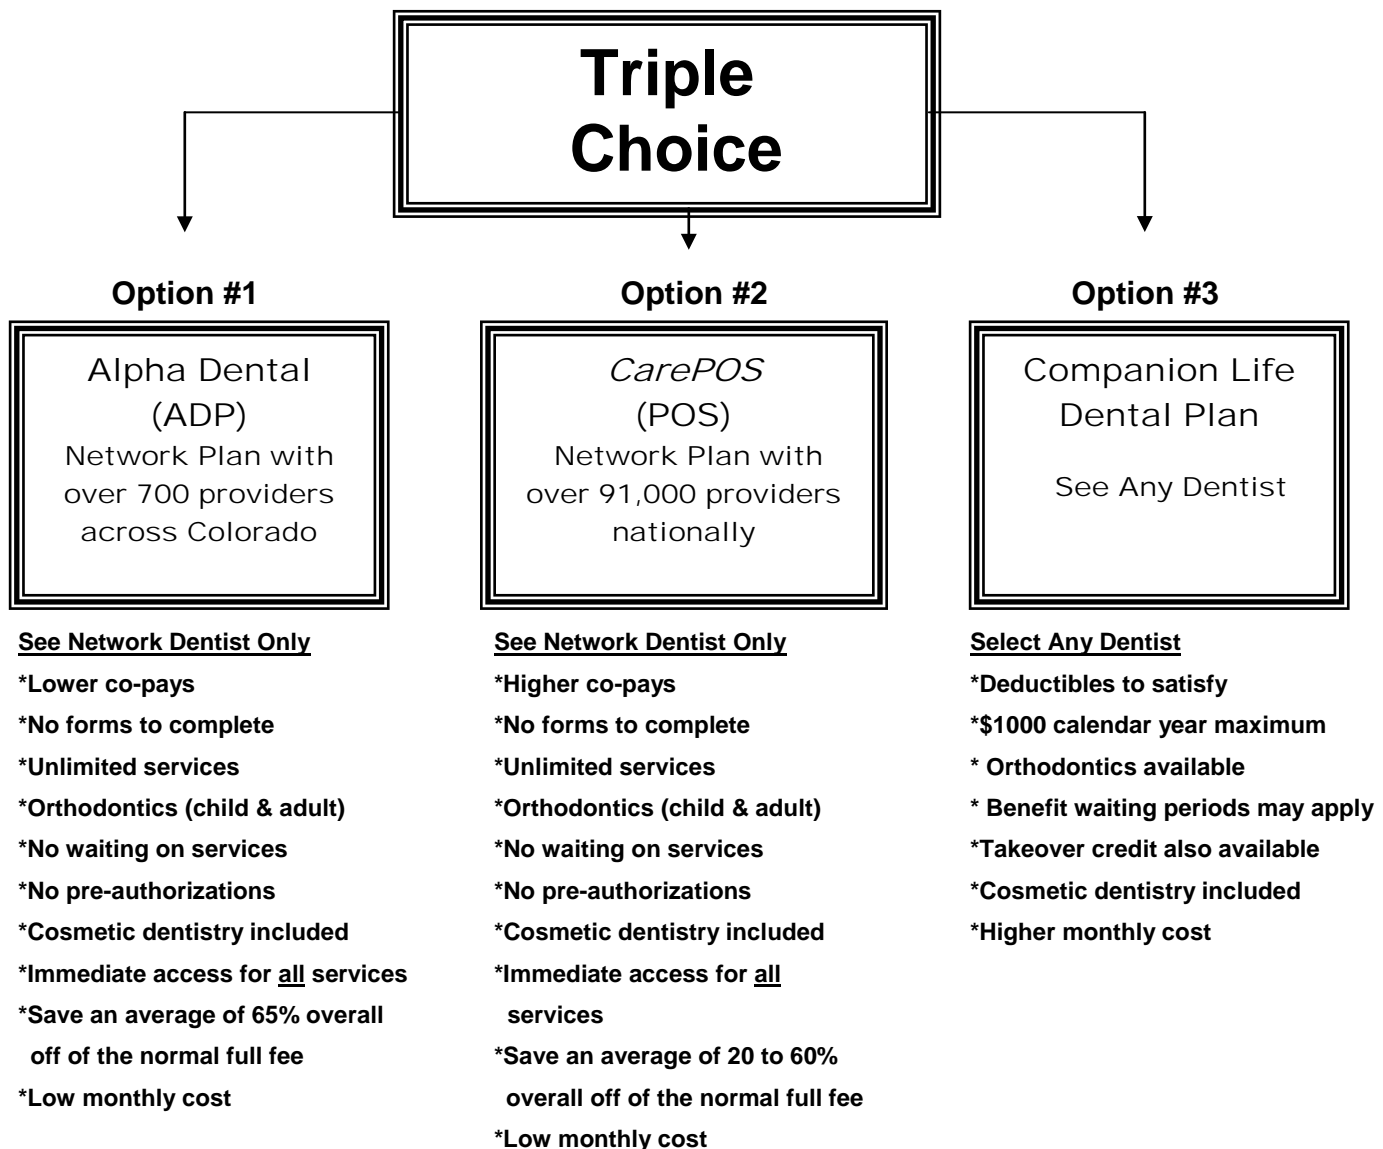 Triple
Choice
Option #1
Alpha Dental
(ADP)
Network Plan with
over 700 providers
across Colorado
See Network Dentist Only
*Lower co-pays
*No forms to complete
*Unlimited services
*Orthodontics (child & adult)
*No waiting on services
*No pre-authorizations
*Cosmetic dentistry included
*Immediate access for all services
*Save an average of 65% overall
off of the normal full fee
*Low monthly cost
Option #2
CarePOS
(POS)
Network Plan with
over 91,000 providers
nationally
See Network Dentist Only
*Higher co-pays
*No forms to complete
*Unlimited services
*Orthodontics (child & adult)
*No waiting on services
*No pre-authorizations
*Cosmetic dentistry included
*Immediate access for all
services
*Save an average of 20 to 60%
overall off of the normal full fee
*Low monthly cost
Option #3
Companion Life
Dental Plan
See Any Dentist
Select Any Dentist
*Deductibles to satisfy
*$1000 calendar year maximum
* Orthodontics available
* Benefit waiting periods may apply
*Takeover credit also available
*Cosmetic dentistry included
*Higher monthly cost